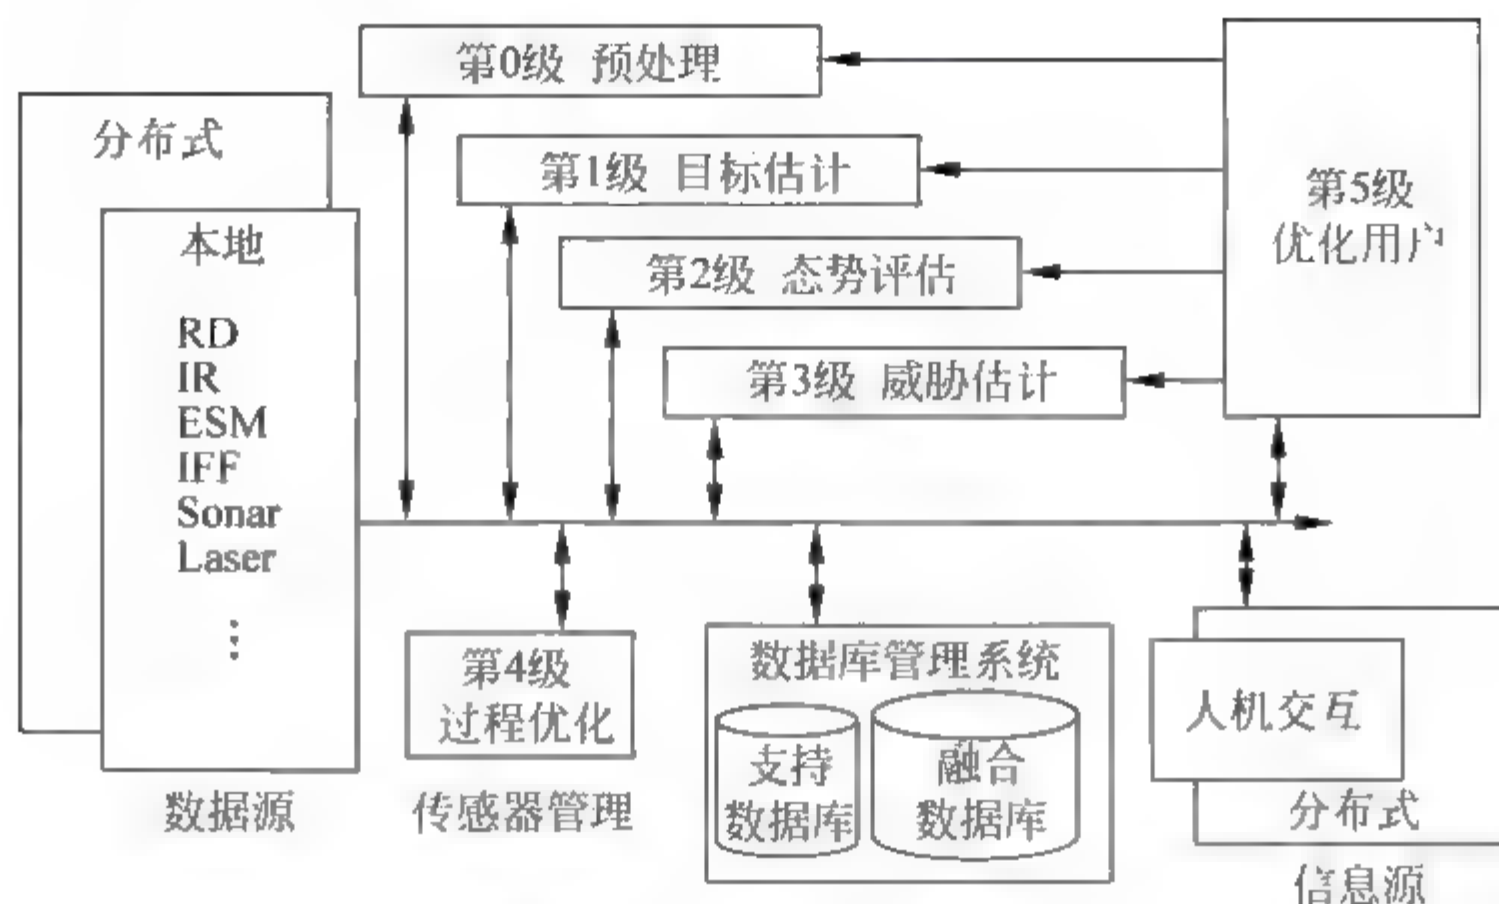 第0级 预处理
分布式
第1级 目标估计
第5级
优化用户
本地
第2级 态势评估
RD
IR
ESM
IFF
Sonar
Laser
⋮
第3级 威胁估计
第4级
过程优化
传感器管理
数据库管理系统
支持
数据库
融合
数据库
人机交互
分布式
数据源
信息源